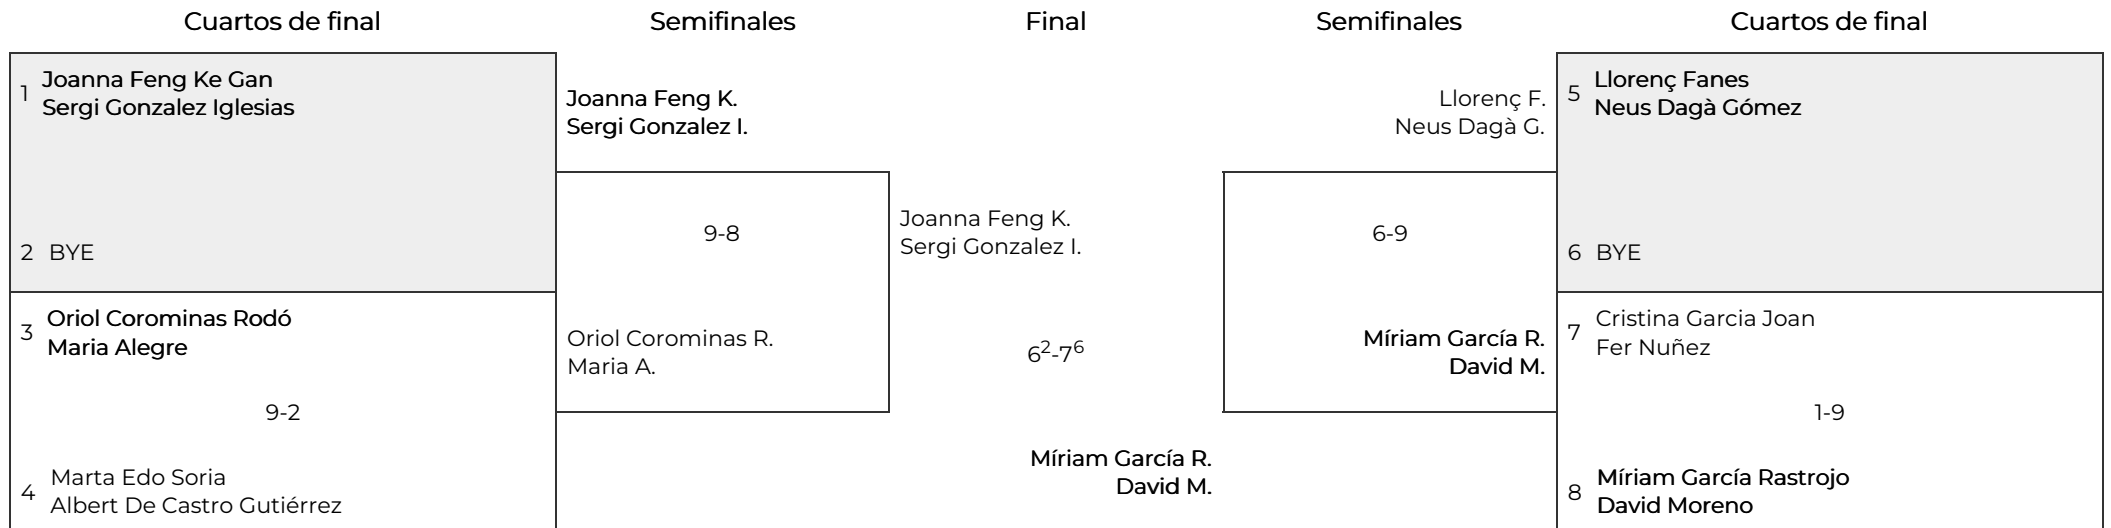 Cuartos de final
Semifinales
Final
Semifinales
Cuartos de final
1
Joanna Feng Ke Gan
Sergi Gonzalez Iglesias
2 BYE
3
Oriol Corominas Rodó
Maria Alegre
9-2
4
Marta Edo Soria
Albert De Castro Gutiérrez
Joanna Feng K.
Sergi Gonzalez I.
9-8
Oriol Corominas R.
Maria A.
Joanna Feng K.
Sergi Gonzalez I.
6²-7⁶
Míriam García R.
David M.
Llorenç F.
Neus Dagà G.
6-9
Míriam García R.
David M.
5
Llorenç Fanes
Neus Dagà Gómez
6 BYE
7
Cristina Garcia Joan
Fer Nuñez
1-9
8
Míriam García Rastrojo
David Moreno